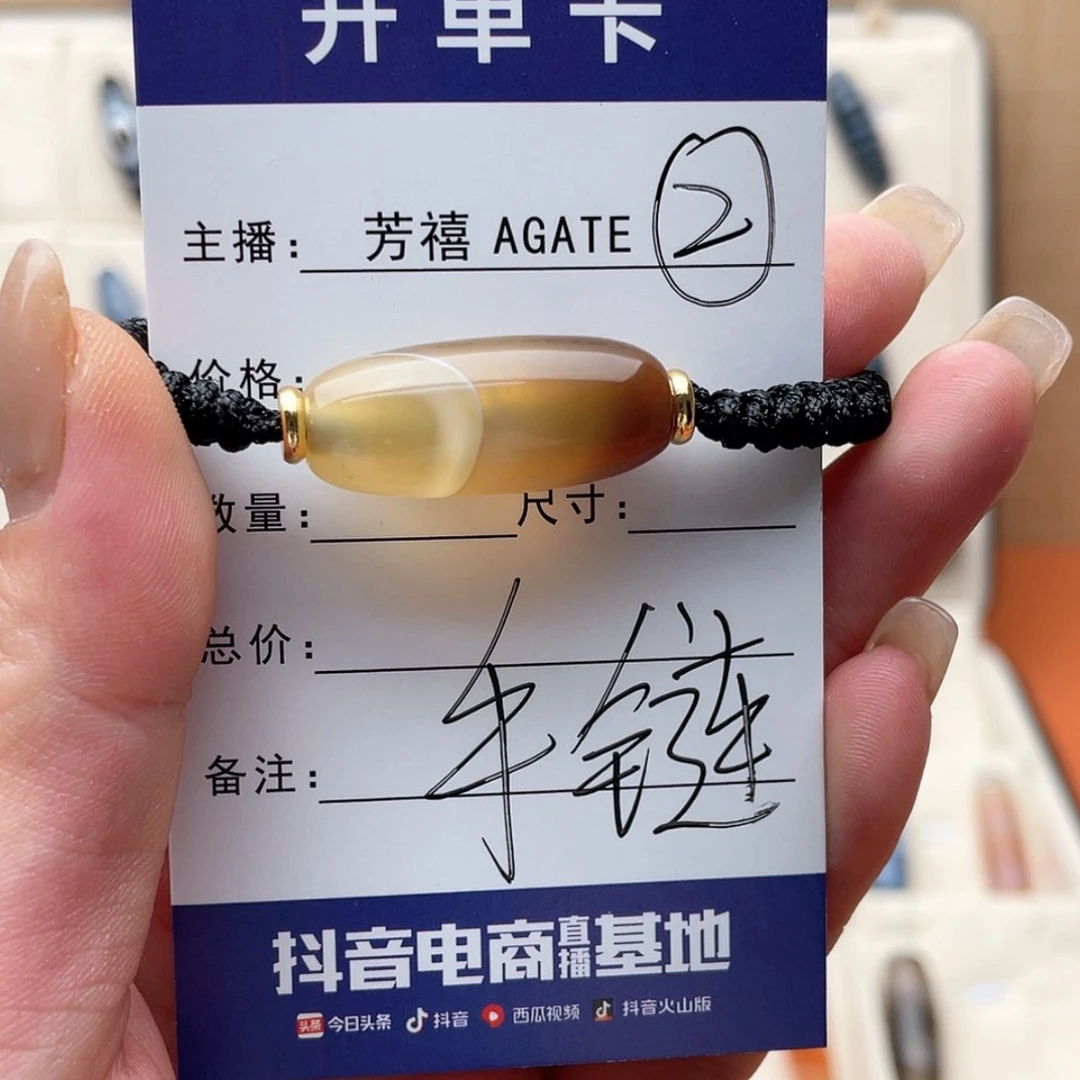 开单卡
主播: 芳禧 AGATE ②
价格:
数量: 尺寸:
总价:
手链
备注:
抖音电商直播基地
头条 今日头条 抖音 西瓜视频 抖音火山版